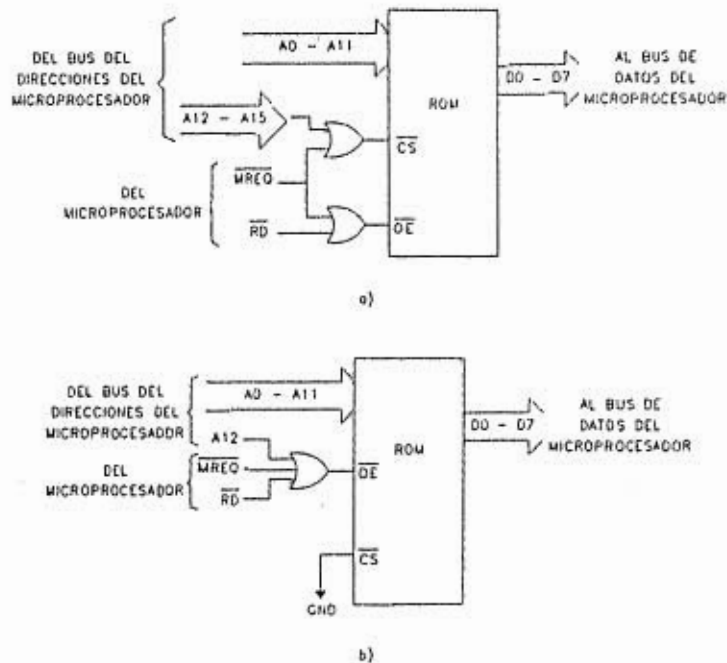 DEL BUS DEL
DIRECCIONES DEL
MICROPROCESADOR
A0 - A11
A12 - A15
ROM
D0 - D7
AL BUS DE
DATOS DEL
MICROPROCESADOR
CS
DEL
MICROPROCESADOR
MREQ
RD
OE
a)
DEL BUS DEL
DIRECCIONES DEL
MICROPROCESADOR
A0 - A11
A12
DEL
MICROPROCESADOR
MREQ
RD
OE
ROM
D0 - D7
AL BUS DE
DATOS DEL
MICROPROCESADOR
CS
GND
b)